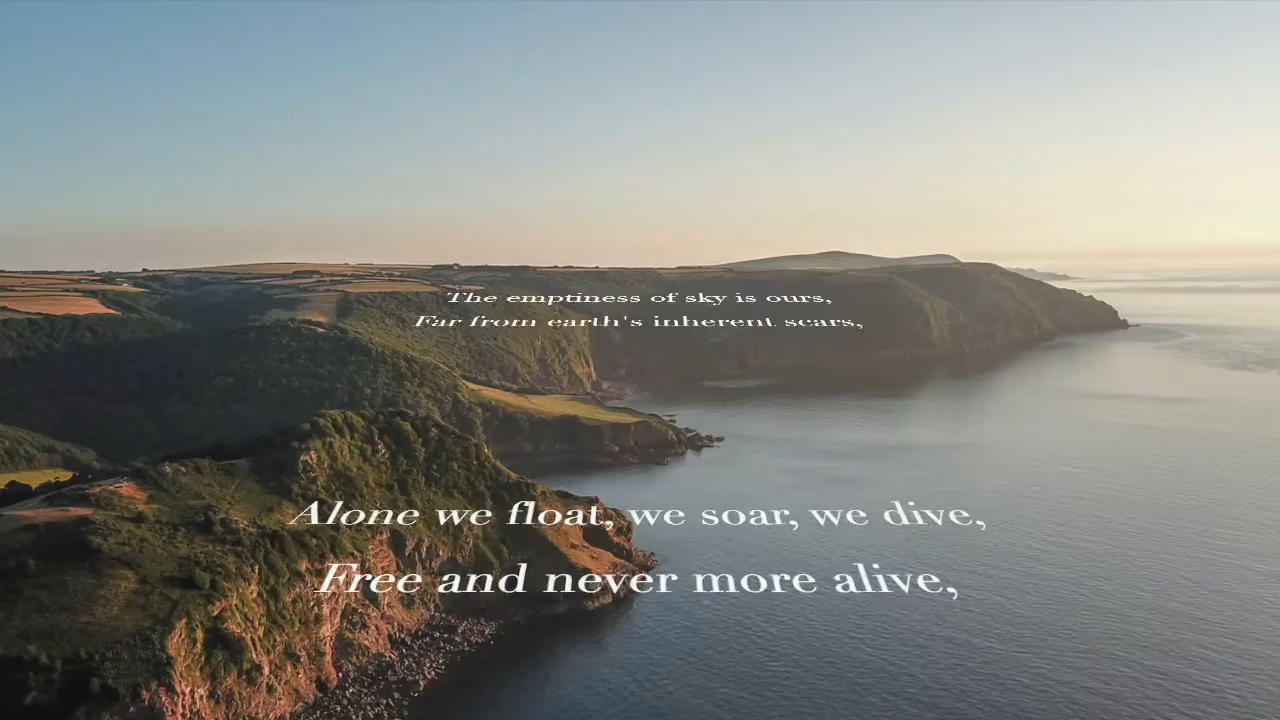 The emptiness of sky is ours,
Far from earth's inherent scars,
Alone we float, we soar, we dive,
Free and never more alive,